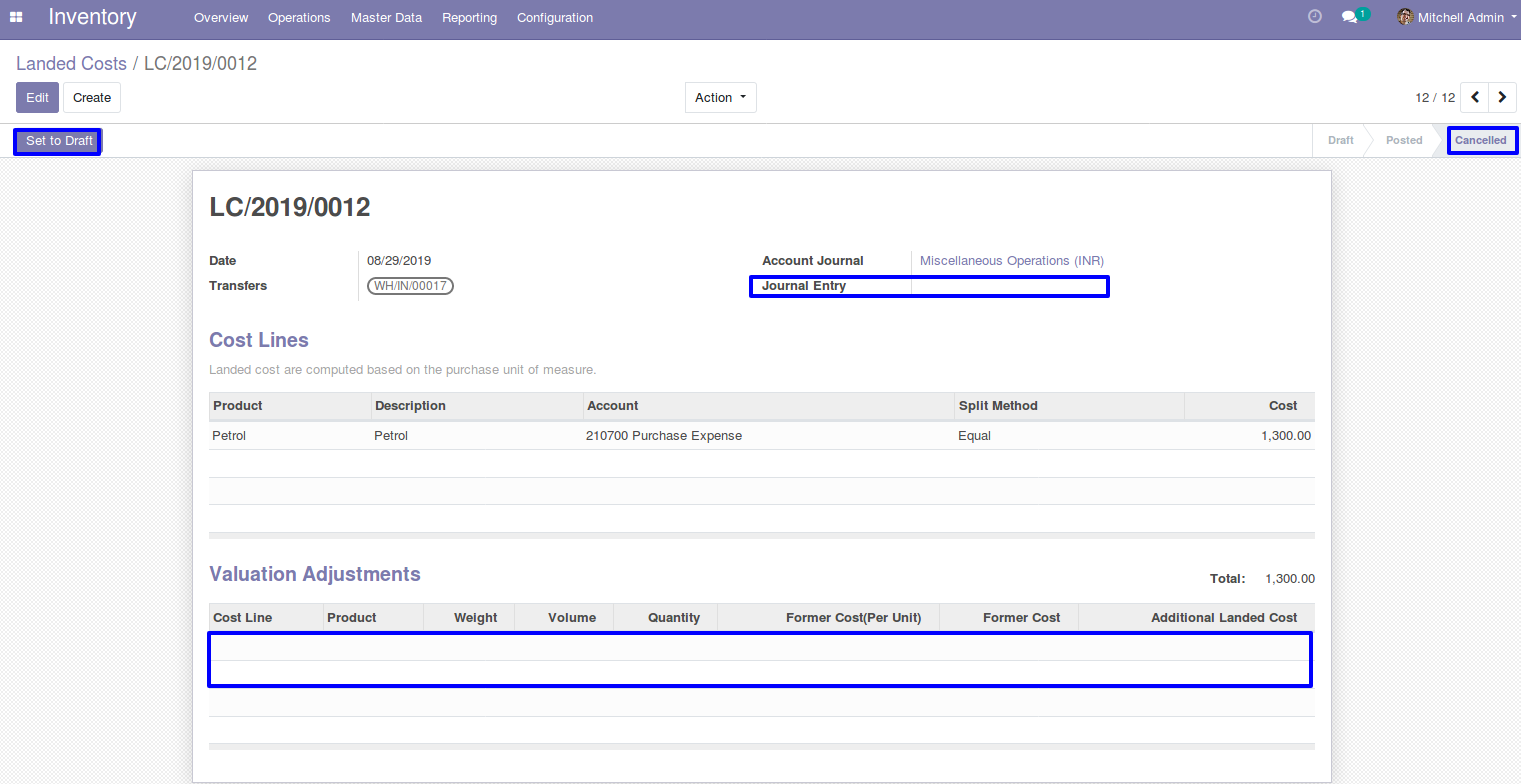 Inventory Overview Operations Master Data Reporting Configuration 1 Mitchell Admin
Landed Costs / LC/2019/0012
Edit Create Action 12 / 12
Set to Draft Draft Posted Cancelled
LC/2019/0012
Date 08/29/2019 Account Journal Miscellaneous Operations (INR)
Transfers WH/IN/00017 Journal Entry
Cost Lines
Landed cost are computed based on the purchase unit of measure.
Product Description Account Split Method Cost
Petrol Petrol 210700 Purchase Expense Equal 1,300.00
Valuation Adjustments Total: 1,300.00
Cost Line Product Weight Volume Quantity Former Cost(Per Unit) Former Cost Additional Landed Cost